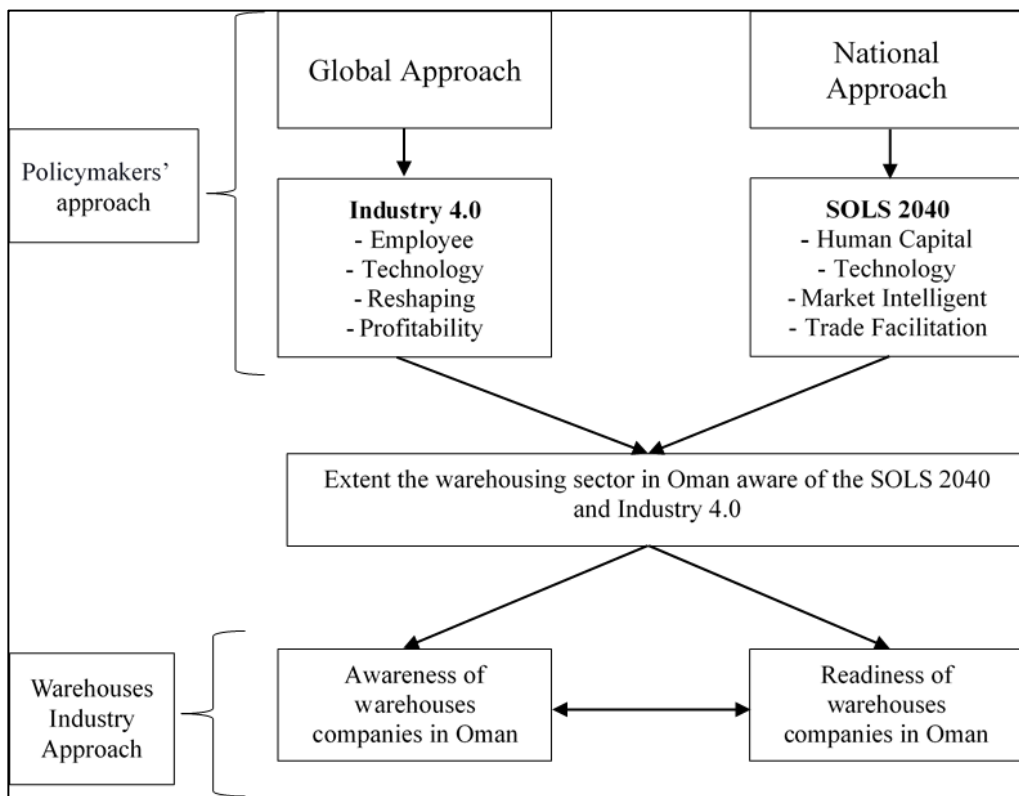 Global Approach
National
Approach
Policymakers’
approach
Industry 4.0
- Employee
- Technology
- Reshaping
- Profitability
SOLS 2040
- Human Capital
- Technology
- Market Intelligent
- Trade Facilitation
Extent the warehousing sector in Oman aware of the SOLS 2040
and Industry 4.0
Warehouses
Industry
Approach
Awareness of
warehouses
companies in Oman
Readiness of
warehouses
companies in Oman